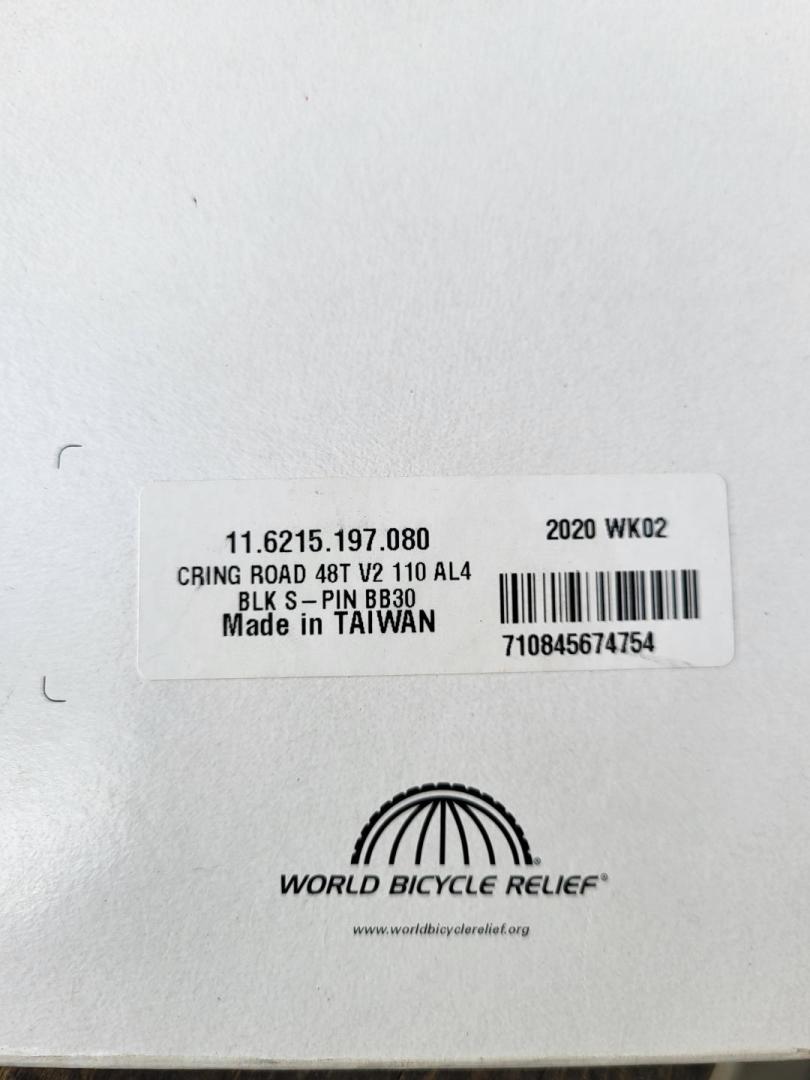 11.6215.197.080
2020 WK02
CRING ROAD 48T V2 110 AL4
BLK S-PIN BB30
Made in TAIWAN
710845674754
WORLD BICYCLE RELIEF®
www.worldbicyclerelief.org